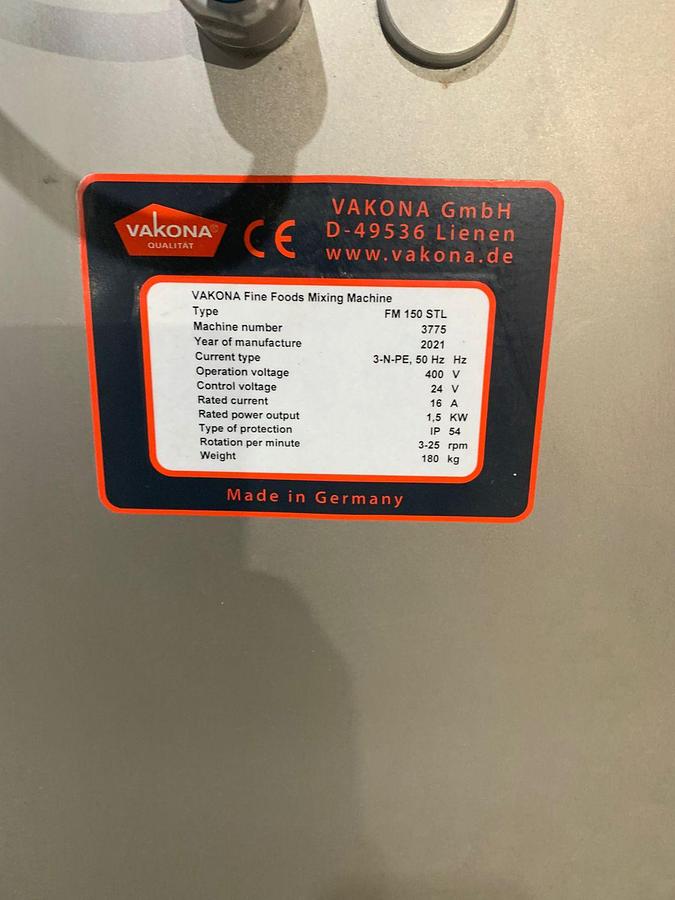 VAKONA©
QUALITÄT
CE
VAKONA GmbH
D-49536 Lienen
www.vakona.de
VAKONA Fine Foods Mixing Machine
Type FM 150 STL
Machine number 3775
Year of manufacture 2021
Current type 3-N-PE, 50 Hz Hz
Operation voltage 400 V
Control voltage 24 V
Rated current 16 A
Rated power output 1,5 KW
Type of protection IP 54
Rotation per minute 3-25 rpm
Weight 180 kg
Made in Germany